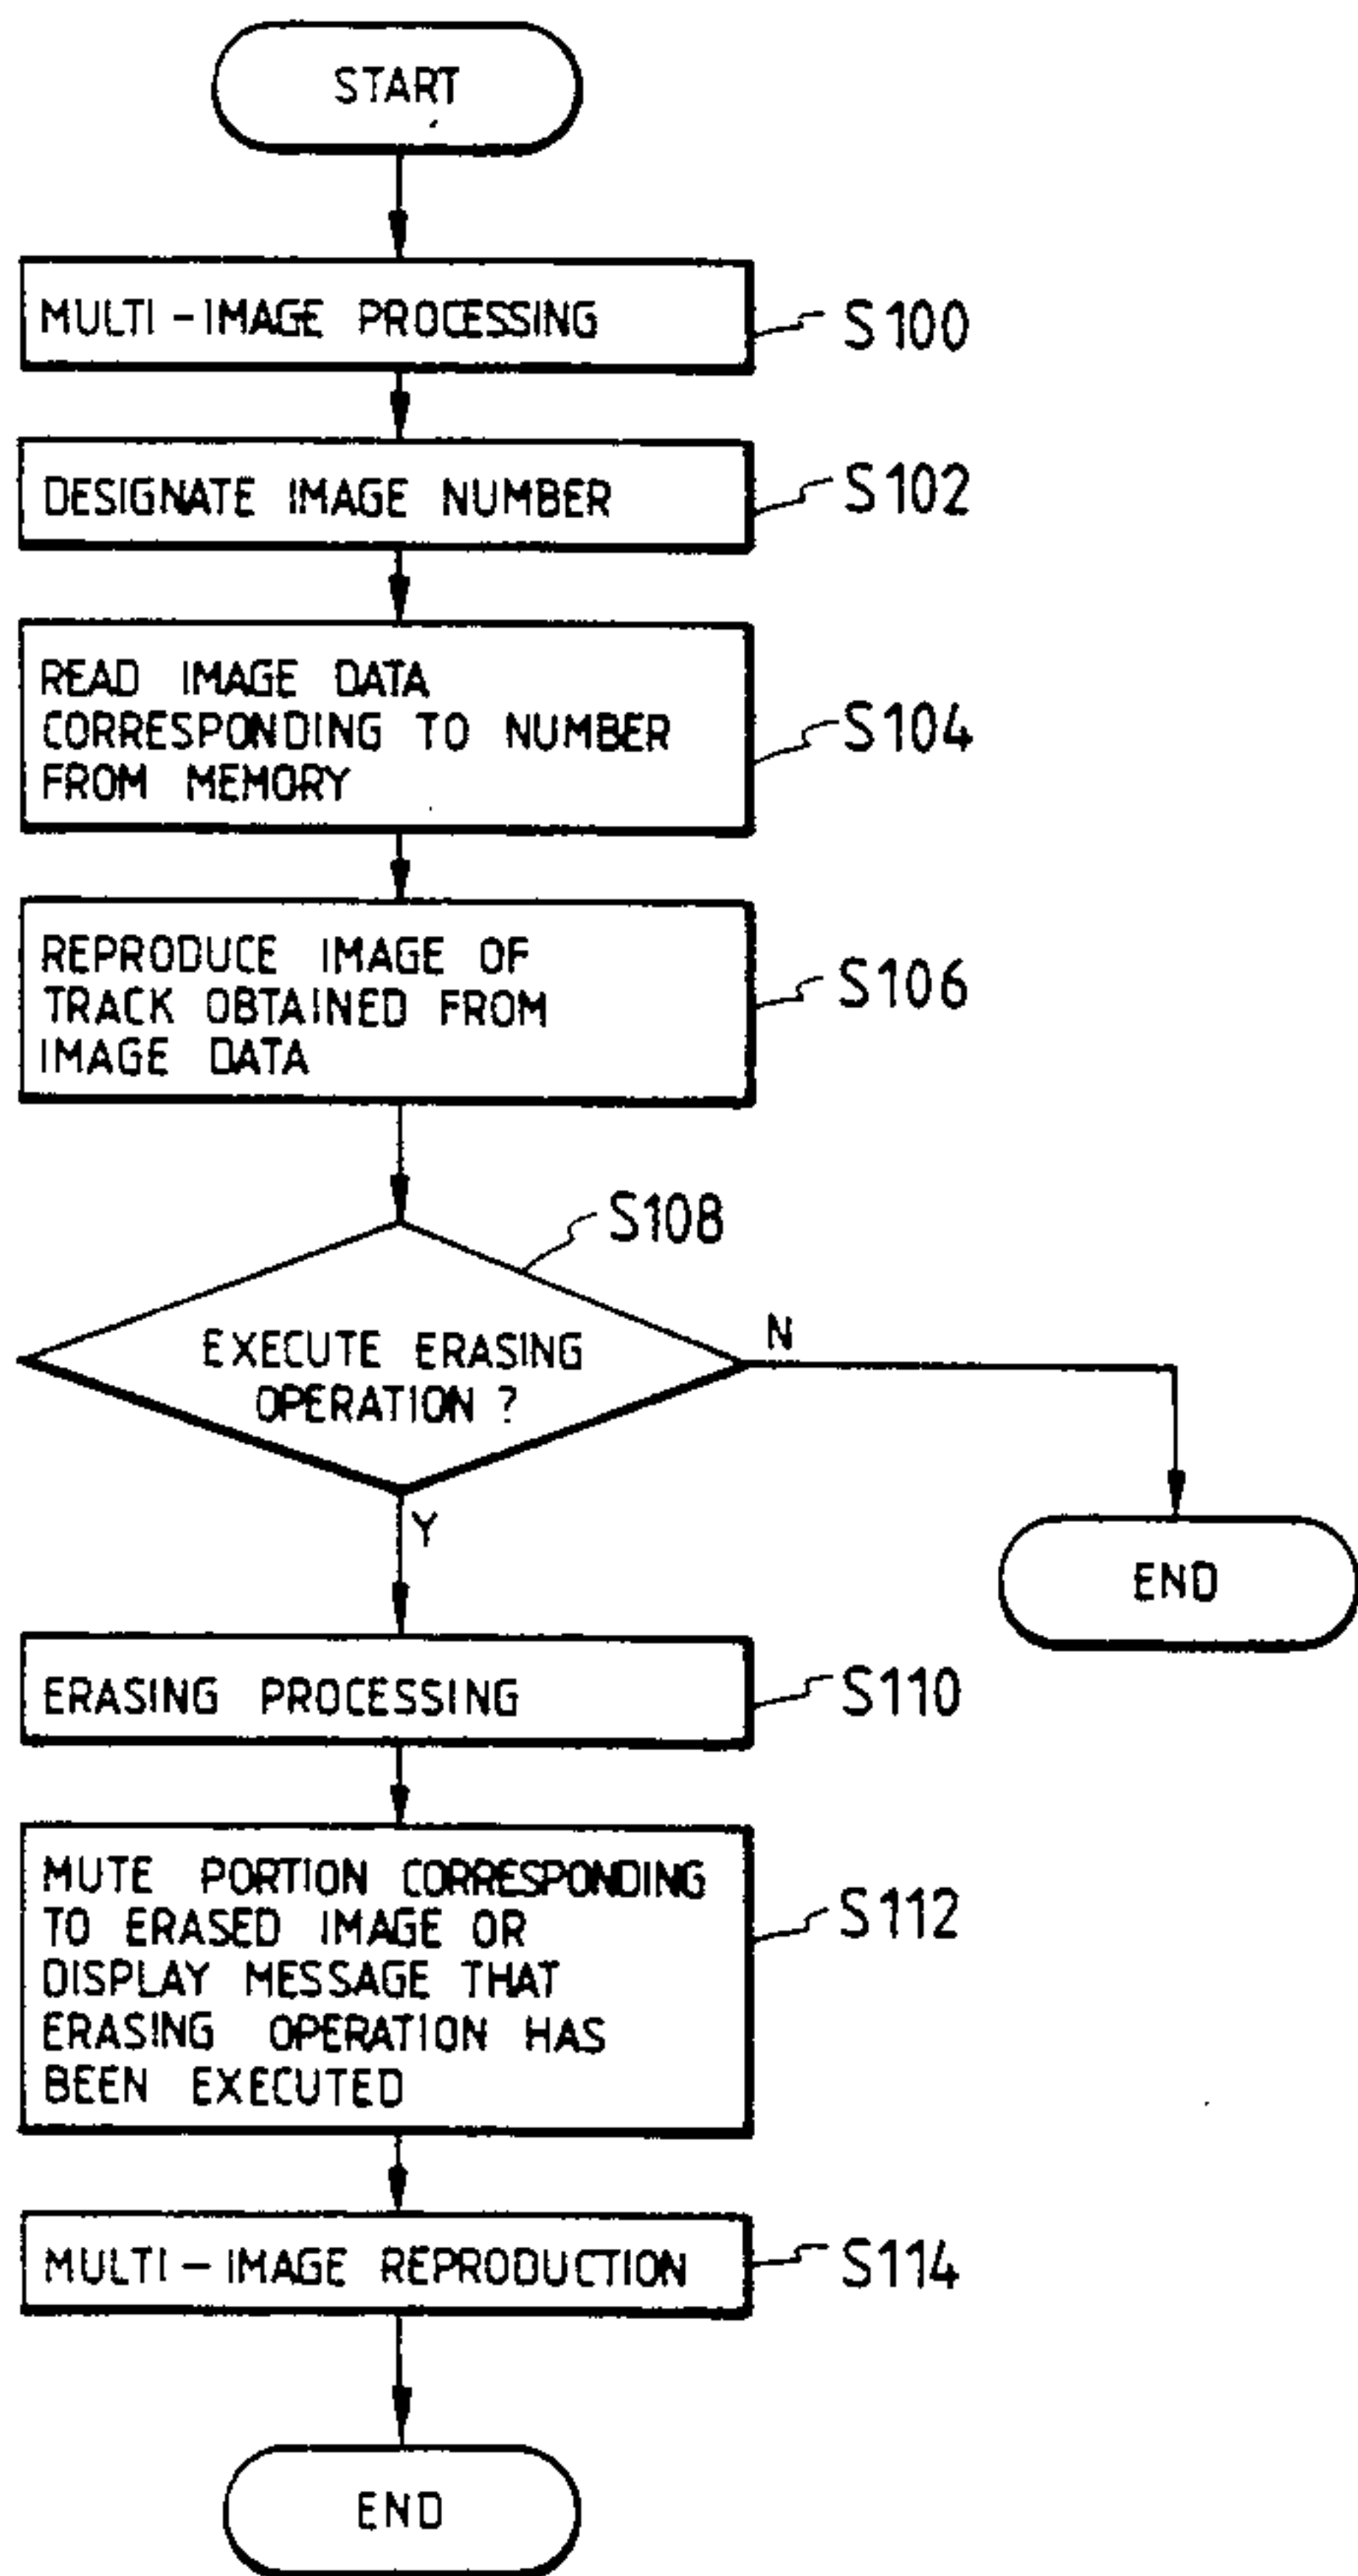 START
MULTI-IMAGE PROCESSING
S100
DESIGNATE IMAGE NUMBER
S102
READ IMAGE DATA
CORRESPONDING TO NUMBER
FROM MEMORY
S104
REPRODUCE IMAGE OF
TRACK OBTAINED FROM
IMAGE DATA
S106
S108
EXECUTE ERASING
OPERATION ?
N
END
Y
ERASING PROCESSING
S110
MUTE PORTION CORRESPONDING
TO ERASED IMAGE OR
DISPLAY MESSAGE THAT
ERASING OPERATION HAS
BEEN EXECUTED
S112
MULTI-IMAGE REPRODUCTION
S114
END